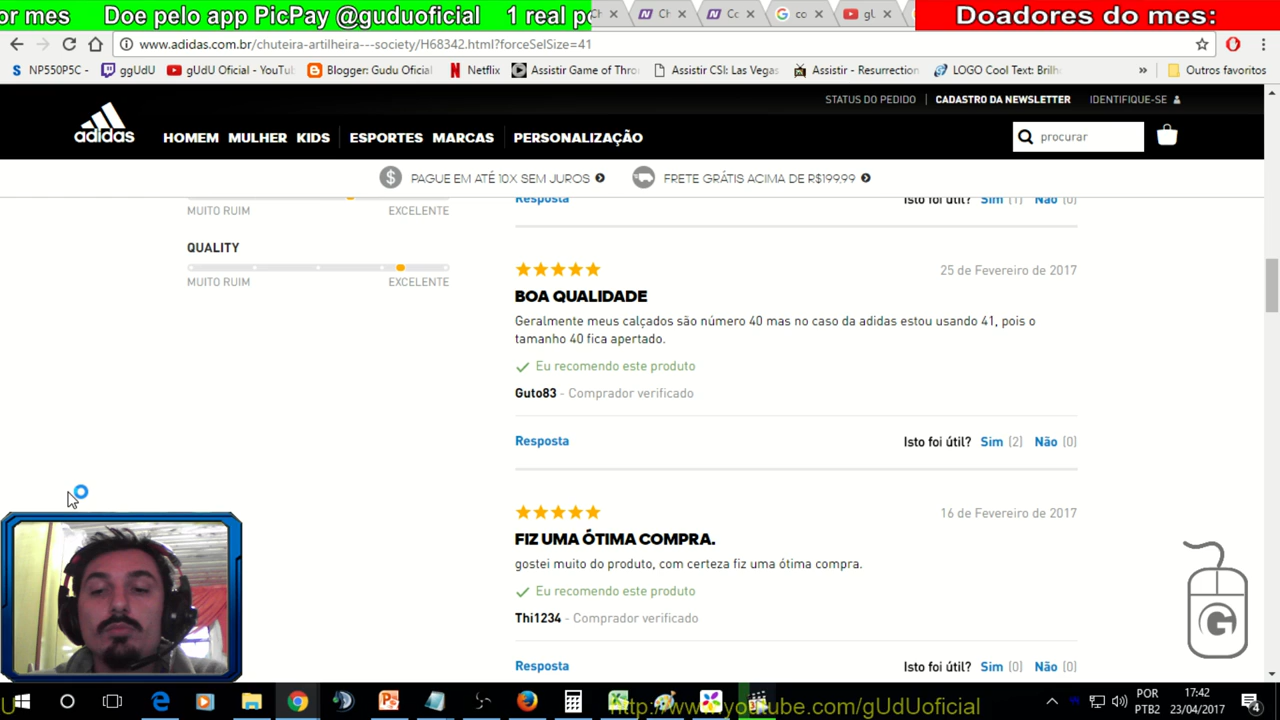 or mes Doe pelo app PicPay @guduoficial 1 real po
Doadores do mes:
www.adidas.com.br/chuteira-artilheira---society/H68342.html?forceSelSize=41
NP550P5C - ggUdU gUdU Oficial - YouTu Blogger: Gudu Oficial Netflix Assistir Game of Thro Assistir CSI: Las Vegas Assistir - Resurrection LOGO Cool Text: Brilh » Outros favoritos
STATUS DO PEDIDO CADASTRO DA NEWSLETTER IDENTIFIQUE-SE
adidas HOMEM MULHER KIDS ESPORTES MARCAS PERSONALIZAÇÃO procurar
PAGUE EM ATÉ 10X SEM JUROS FRETE GRÁTIS ACIMA DE R$199.99
Resposta Isto foi útil? Sim (1) Não (0)
MUITO RUIM EXCELENTE
QUALITY
MUITO RUIM EXCELENTE
25 de Fevereiro de 2017
BOA QUALIDADE
Geralmente meus calçados são número 40 mas no caso da adidas estou usando 41, pois o
tamanho 40 fica apertado.
Eu recomendo este produto
Guto83 - Comprador verificado
Resposta Isto foi útil? Sim (2) Não (0)
16 de Fevereiro de 2017
FIZ UMA ÓTIMA COMPRA.
gostei muito do produto, com certeza fiz uma ótima compra.
Eu recomendo este produto
Thi1234 - Comprador verificado
Resposta Isto foi útil? Sim (0) Não (0)
http://www.youtube.com/gUdUoficial
POR 17:42
PTB2 23/04/2017 4